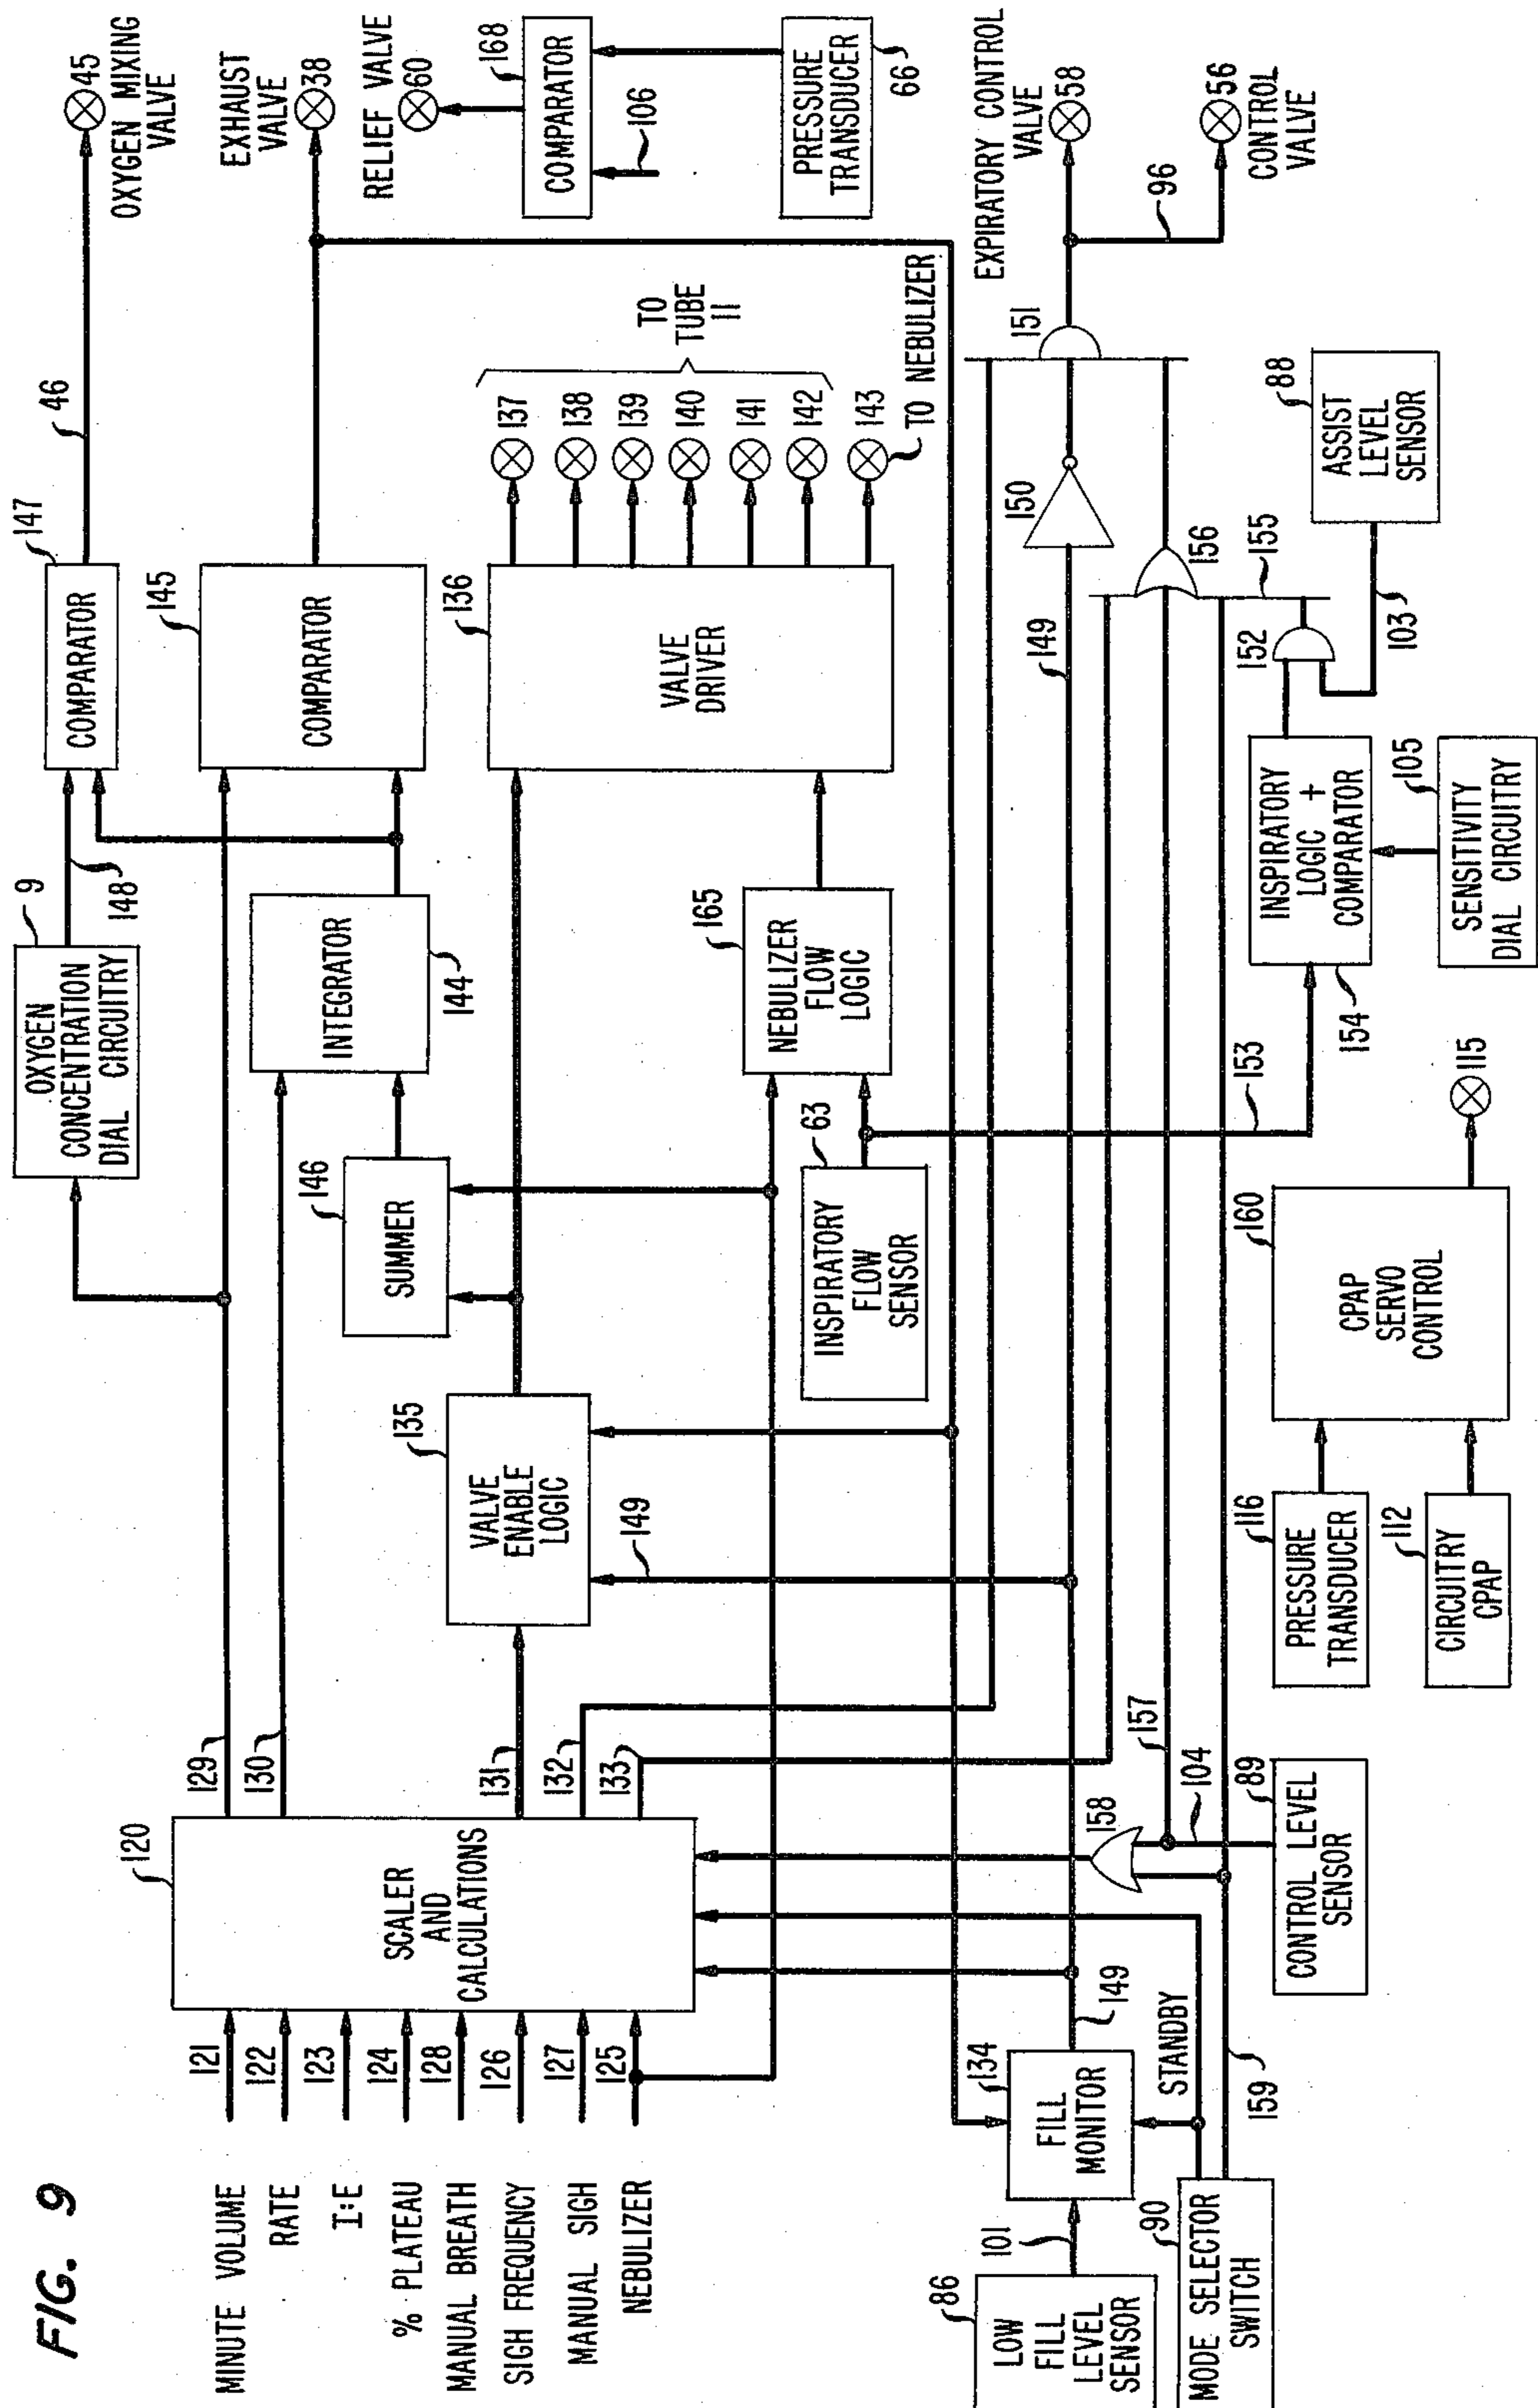 FIG. 9
MINUTE VOLUME
121
RATE
122
I:E
123
% PLATEAU
124
MANUAL BREATH
128
SIGH FREQUENCY
126
MANUAL SIGH
127
NEBULIZER
125
120
SCALER
AND
CALCULATIONS
129
130
131
132
133
9
OXYGEN
CONCENTRATION
DIAL CIRCUITRY
148
147
COMPARATOR
46
45
OXYGEN MIXING
VALVE
145
COMPARATOR
EXHAUST
VALVE
38
INTEGRATOR
144
146
SUMMER
RELIEF VALVE
60
168
COMPARATOR
106
PRESSURE
TRANSDUCER
66
135
VALVE
ENABLE
LOGIC
149
136
VALVE
DRIVER
137
138
139
140
141
142
143
TO
TUBE
11
TO NEBULIZER
165
NEBULIZER
FLOW
LOGIC
63
INSPIRATORY
FLOW
SENSOR
153
EXPIRATORY CONTROL
VALVE
58
96
56
CONTROL
VALVE
151
150
149
156
155
152
88
ASSIST
LEVEL
SENSOR
103
INSPIRATORY
LOGIC +
COMPARATOR
154
105
SENSITIVITY
DIAL CIRCUITRY
115
160
CPAP
SERVO
CONTROL
116
PRESSURE
TRANSDUCER
112
CIRCUITRY
CPAP
157
104
158
89
CONTROL LEVEL
SENSOR
149
134
FILL
MONITOR
STANDBY
159
101
86
LOW
FILL
LEVEL
SENSOR
90
MODE SELECTOR
SWITCH